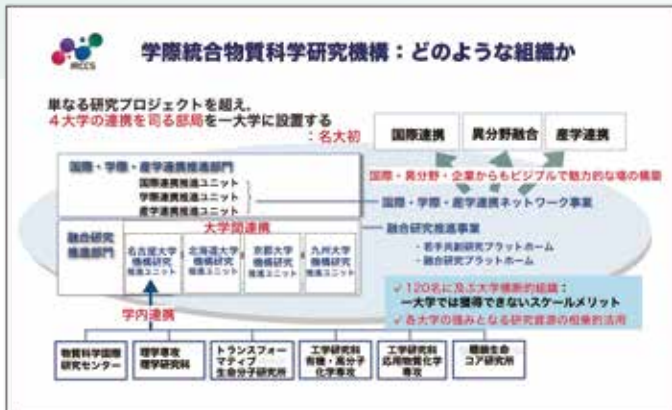 IRCCS
学際統合物質科学研究機構：どのような組織か
単なる研究プロジェクトを超え，
４大学の連携を司る部局を一大学に設置する
：名大初
国際連携
異分野融合
産学連携
国際・学際・産学連携推進部門
国際連携推進ユニット
学際連携推進ユニット
産学連携推進ユニット
国際・異分野・企業からもビジブルで魅力的な場の構築
国際・学際・産学連携ネットワーク事業
大学間連携
融合研究
推進部門
名古屋大学
機構研究
推進ユニット
北海道大学
機構研究
推進ユニット
京都大学
機構研究
推進ユニット
九州大学
機構研究
推進ユニット
融合研究推進事業
・若手共創研究プラットホーム
・融合研究プラットホーム
✓120名に及ぶ大学横断的組織：
一大学では獲得できないスケールメリット
✓各大学の強みとなる研究資源の相乗的活用
学内連携
物質科学国際
研究センター
理学専攻
理学研究科
トランスフォー
マティブ
生命分子研究所
工学研究科
有機・高分子
化学専攻
工学研究科
応用物質化学
専攻
生命
コア研究所